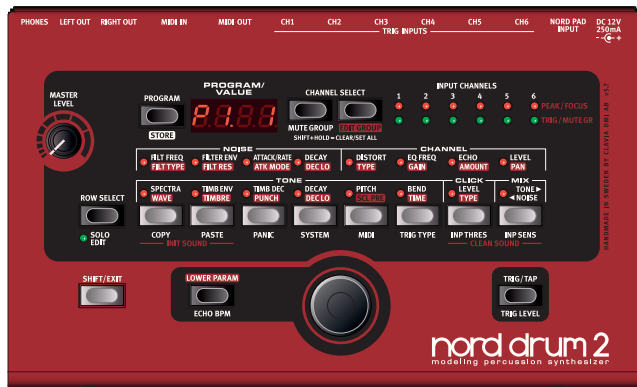 PHONES LEFT OUT RIGHT OUT MIDI IN MIDI OUT CH1 CH2 CH3 CH4 CH5 CH6 NORD PAD INPUT DC 12V 250mA
TRIG INPUTS
MASTER LEVEL
PROGRAM
STORE
PROGRAM/
VALUE
P1.1
CHANNEL SELECT
MUTE GROUP EDIT GROUP
SHIFT+HOLD = CLEAR/SET ALL
INPUT CHANNELS
1 2 3 4 5 6
PEAK/FOCUS
TRIG/MUTE GR
NOISE CHANNEL
FILT FREQ FILTER ENV ATTACK/RATE DECAY DISTORT EQ FREQ ECHO LEVEL
FILT TYPE FILT RES ATK MODE DEC LO TYPE GAIN AMOUNT PAN
TONE CLICK MIX
SPECTRA TIMB ENV TIMB DEC DECAY PITCH BEND LEVEL TONE
WAVE TIMBRE PUNCH DEC LO SCL PRE TIME TYPE NOISE
ROW SELECT
SOLO
EDIT
COPY PASTE PANIC SYSTEM MIDI TRIG TYPE INP THRES INP SENS
INIT SOUND CLEAN SOUND
SHIFT/EXIT
LOWER PARAM
ECHO BPM
TRIG/TAP
TRIG LEVEL
nord drum 2
modeling percussion synthesizer
HANDMADE IN SWEDEN BY CLAVIA DMI AB v5.2